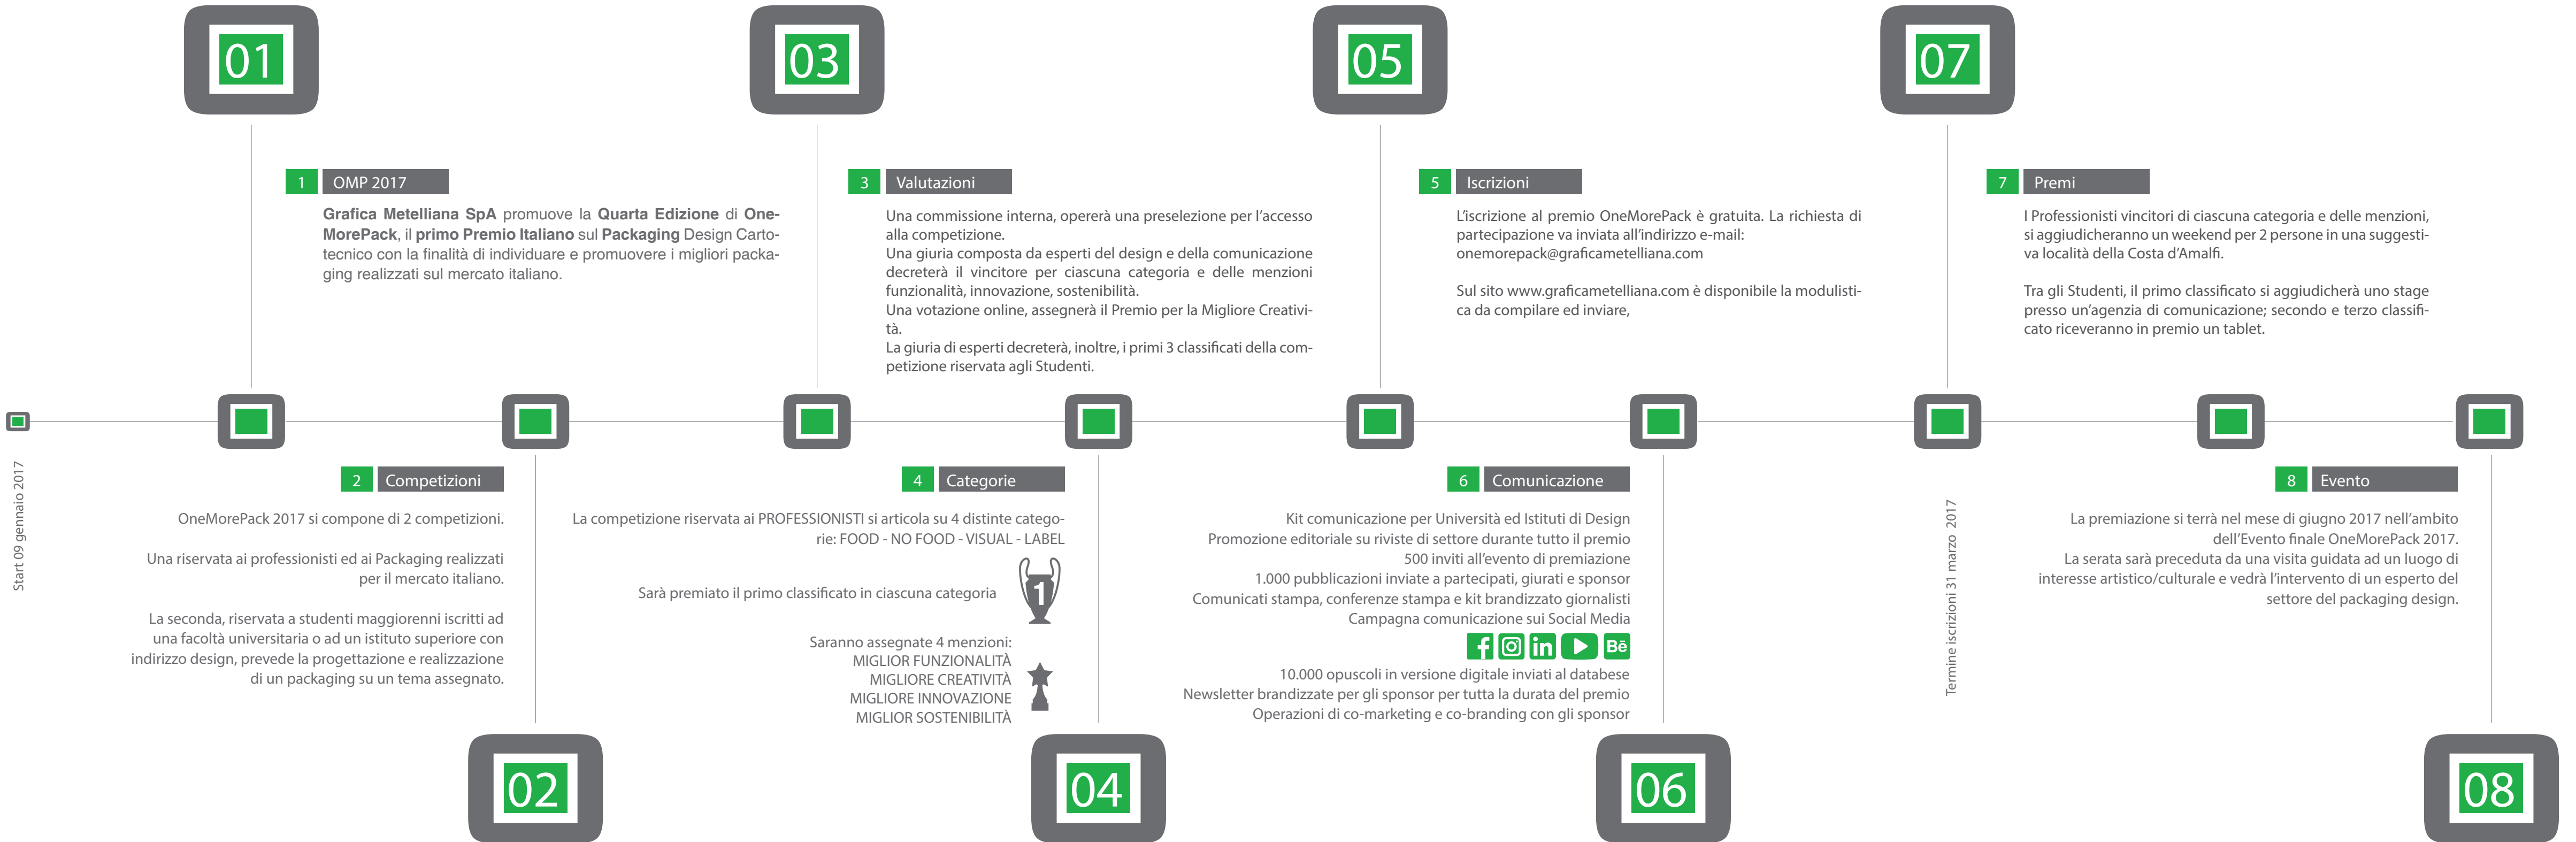 01
03
05
07
1 OMP 2017
Grafica Metelliana SpA promuove la Quarta Edizione di One-
MorePack, il primo Premio Italiano sul Packaging Design Carto-
tecnico con la finalità di individuare e promuovere i migliori packa-
ging realizzati sul mercato italiano.
3 Valutazioni
Una commissione interna, opererà una preselezione per l'accesso
alla competizione.
Una giuria composta da esperti del design e della comunicazione
decreterà il vincitore per ciascuna categoria e delle menzioni
funzionalità, innovazione, sostenibilità.
Una votazione online, assegnerà il Premio per la Migliore Creativi-
tà.
La giuria di esperti decreterà, inoltre, i primi 3 classificati della com-
petizione riservata agli Studenti.
5 Iscrizioni
L'iscrizione al premio OneMorePack è gratuita. La richiesta di
partecipazione va inviata all'indirizzo e-mail:
onemorepack@graficametelliana.com
Sul sito www.graficametelliana.com è disponibile la modulisti-
ca da compilare ed inviare,
7 Premi
I Professionisti vincitori di ciascuna categoria e delle menzioni,
si aggiudicheranno un weekend per 2 persone in una suggesti-
va località della Costa d'Amalfi.
Tra gli Studenti, il primo classificato si aggiudicherà uno stage
presso un'agenzia di comunicazione; secondo e terzo classifi-
cato riceveranno in premio un tablet.
Start 09 gennaio 2017
2 Competizioni
OneMorePack 2017 si compone di 2 competizioni.
Una riservata ai professionisti ed ai Packaging realizzati
per il mercato italiano.
La seconda, riservata a studenti maggiorenni iscritti ad
una facoltà universitaria o ad un istituto superiore con
indirizzo design, prevede la progettazione e realizzazione
di un packaging su un tema assegnato.
4 Categorie
La competizione riservata ai PROFESSIONISTI si articola su 4 distinte catego-
rie: FOOD - NO FOOD - VISUAL - LABEL
Sarà premiato il primo classificato in ciascuna categoria
1
Saranno assegnate 4 menzioni:
MIGLIOR FUNZIONALITÀ
MIGLIORE CREATIVITÀ
MIGLIORE INNOVAZIONE
MIGLIOR SOSTENIBILITÀ
6 Comunicazione
Kit comunicazione per Università ed Istituti di Design
Promozione editoriale su riviste di settore durante tutto il premio
500 inviti all'evento di premiazione
1.000 pubblicazioni inviate a partecipati, giurati e sponsor
Comunicati stampa, conferenze stampa e kit brandizzato giornalisti
Campagna comunicazione sui Social Media
f in Bē
10.000 opuscoli in versione digitale inviati al databese
Newsletter brandizzate per gli sponsor per tutta la durata del premio
Operazioni di co-marketing e co-branding con gli sponsor
Termine iscrizioni 31 marzo 2017
8 Evento
La premiazione si terrà nel mese di giugno 2017 nell'ambito
dell'Evento finale OneMorePack 2017.
La serata sarà preceduta da una visita guidata ad un luogo di
interesse artistico/culturale e vedrà l'intervento di un esperto del
settore del packaging design.
02
04
06
08